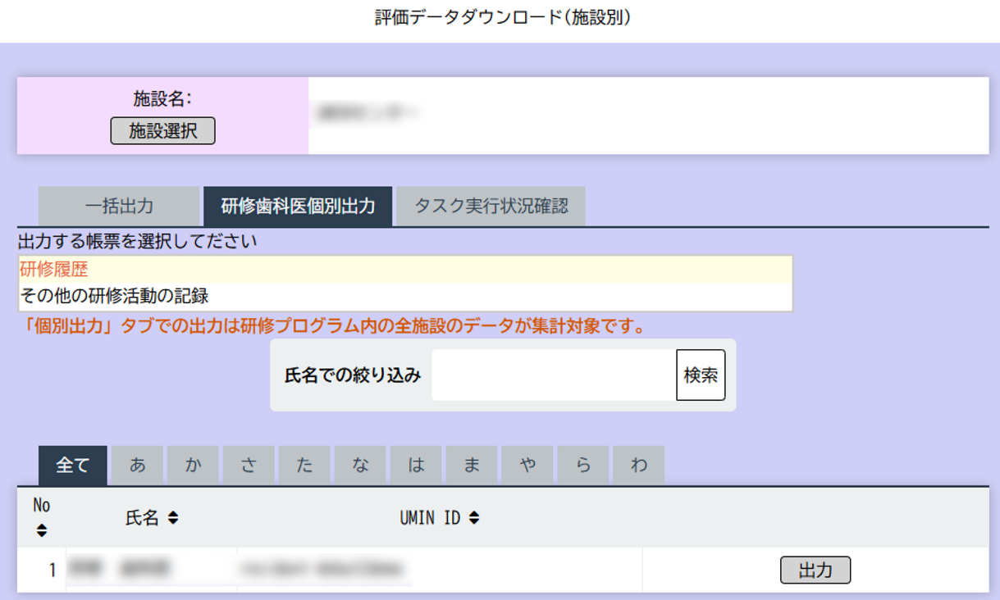 評価データダウンロード(施設別)
施設名:
施設選択
一括出力 研修歯科医個別出力 タスク実行状況確認
出力する帳票を選択してださい
研修履歴
その他の研修活動の記録
「個別出力」タブでの出力は研修プログラム内の全施設のデータが集計対象です。
氏名での絞り込み 検索
全て あ か さ た な は ま や ら わ
No 氏名 UMIN ID
1 出力